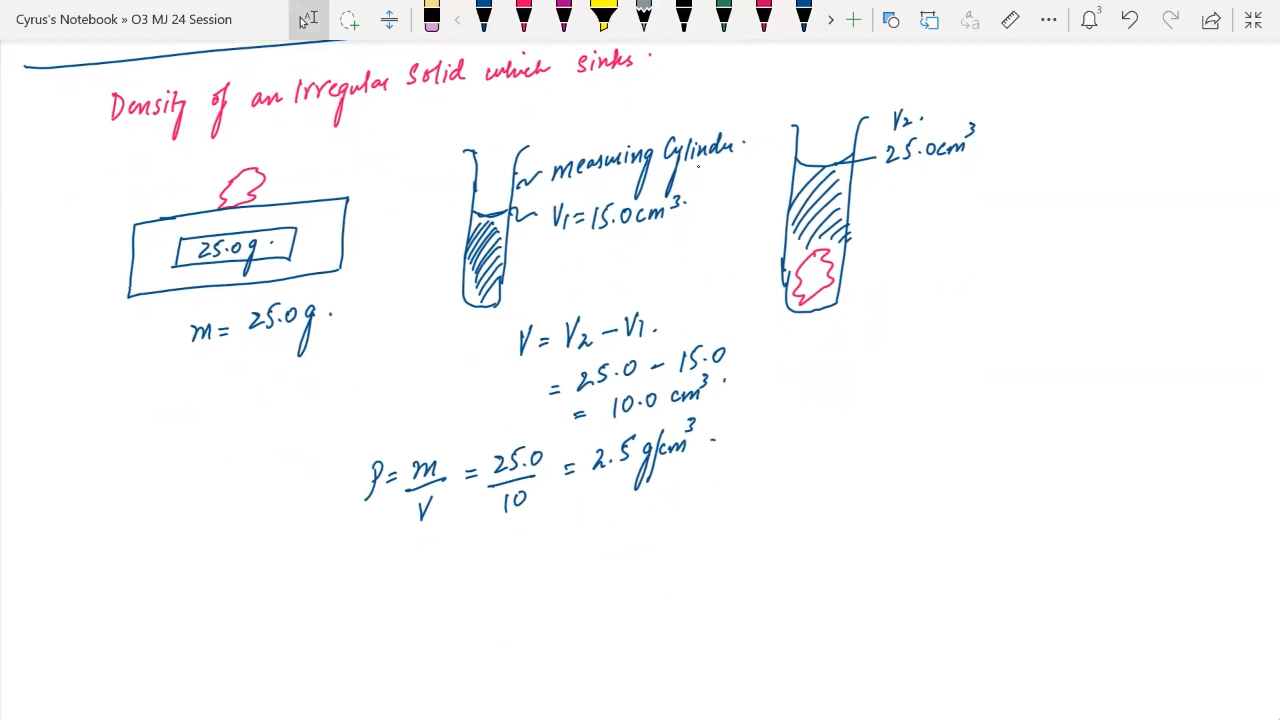 Cyrus's Notebook » O3 MJ 24 Session
3
Density of an Irregular Solid which sinks.
25.0g.
m = 25.0g.
measuring Cylinder.
V1 = 15.0cm³.
V2.
25.0cm³
V = V2 – V1.
= 25.0 – 15.0
= 10.0 cm³.
ρ = m/V = 25.0/10 = 2.5 g/cm³.